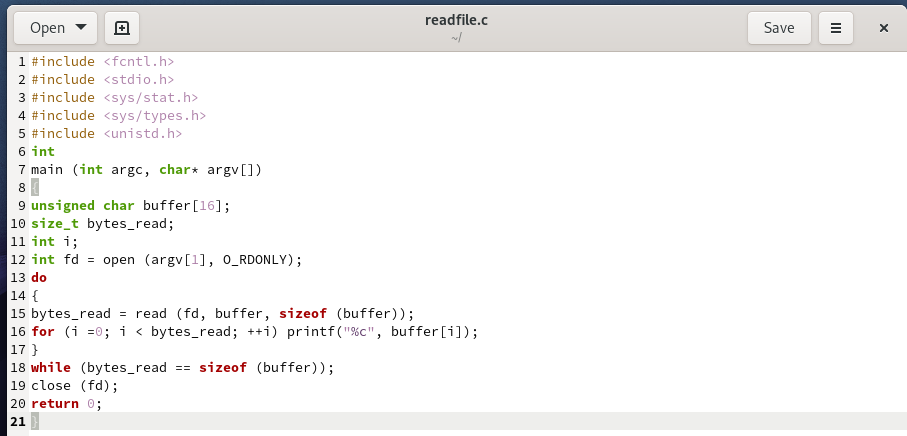 Open
readfile.c
~/
Save
1 #include <fcntl.h>
2 #include <stdio.h>
3 #include <sys/stat.h>
4 #include <sys/types.h>
5 #include <unistd.h>
6 int
7 main (int argc, char* argv[])
8 {
9 unsigned char buffer[16];
10 size_t bytes_read;
11 int i;
12 int fd = open (argv[1], O_RDONLY);
13 do
14 {
15 bytes_read = read (fd, buffer, sizeof (buffer));
16 for (i =0; i < bytes_read; ++i) printf("%c", buffer[i]);
17 }
18 while (bytes_read == sizeof (buffer));
19 close (fd);
20 return 0;
21 }